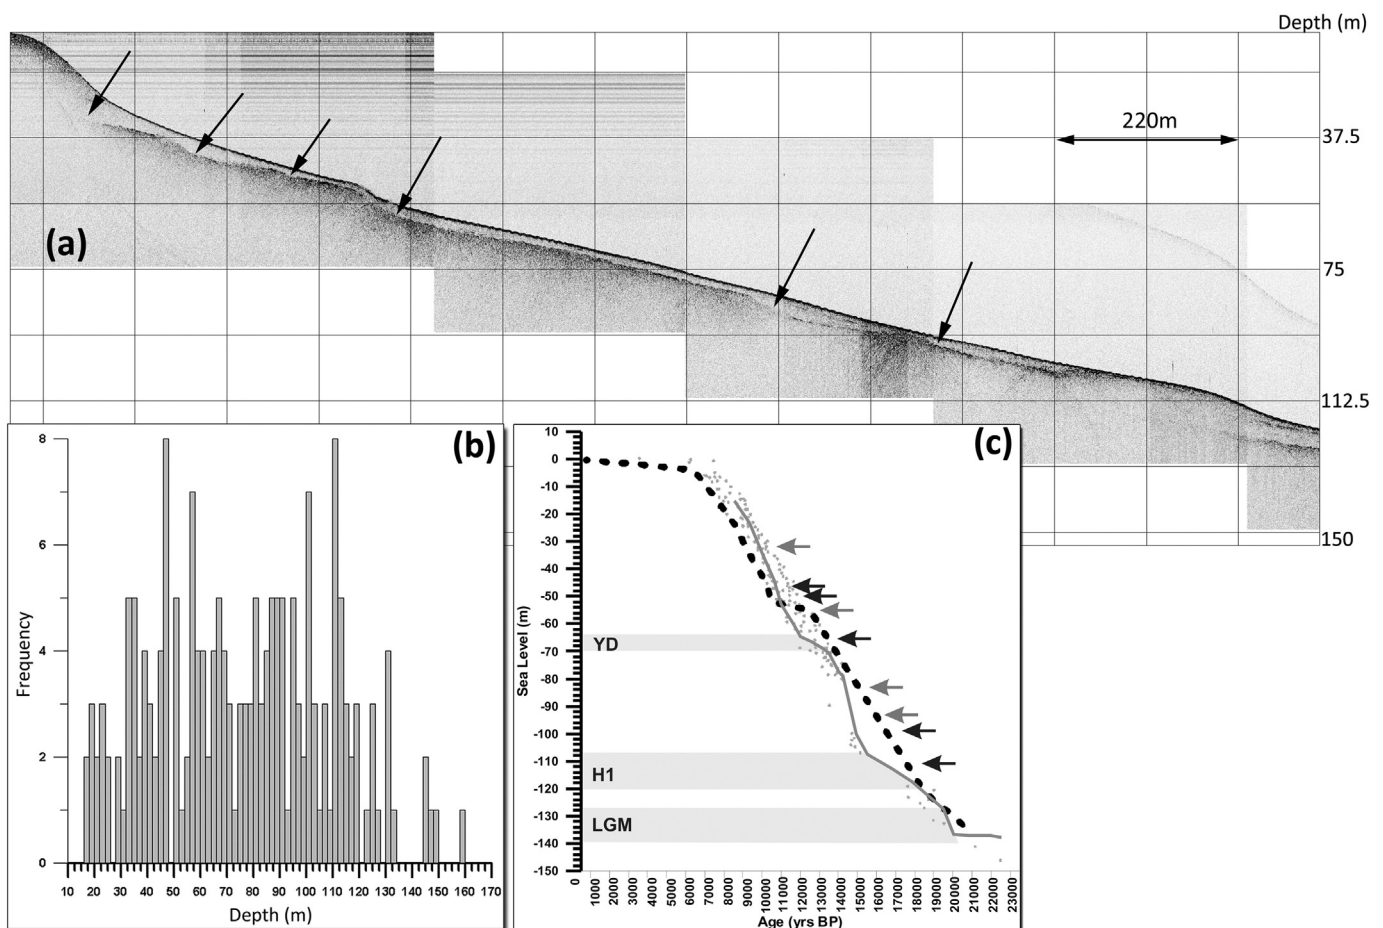 Depth (m)
220m
37.5
(a)
75
112.5
150
(b)
8
6
4
2
0
Frequency
10 20 30 40 50 60 70 80 90 100 110 120 130 140 150 160 170
Depth (m)
(c)
10
0
-10
-20
-30
-40
-50
-60
-70
-80
-90
-100
-110
-120
-130
-140
-150
Sea Level (m)
YD
H1
LGM
0 1000 2000 3000 4000 5000 6000 7000 8000 9000 10000 11000 12000 13000 14000 15000 16000 17000 18000 19000 20000 21000 22000 23000
Age (yrs BP)